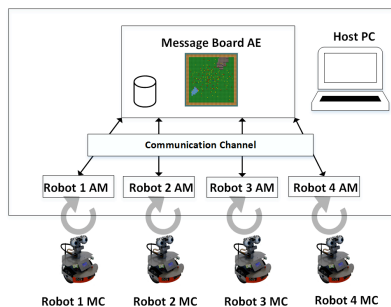 Message Board AE
Host PC
Communication Channel
Robot 1 AM
Robot 2 AM
Robot 3 AM
Robot 4 AM
Robot 1 MC
Robot 2 MC
Robot 3 MC
Robot 4 MC